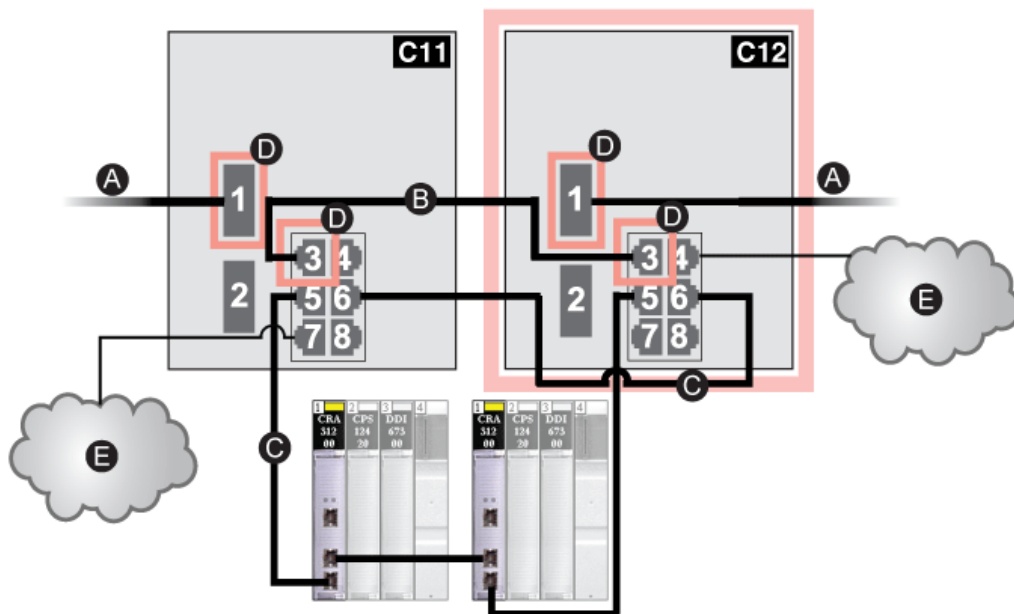 C11
C12
D
D
A
A
1
1
B
D
D
3 4
3 4
2
5 6
2
5 6
E
7 8
7 8
C
1 2 3 4
1 2 3 4
CRA CPS DDI
CRA CPS DDI
312 124 673
312 124 673
00 20 00
00 20 00
C
E